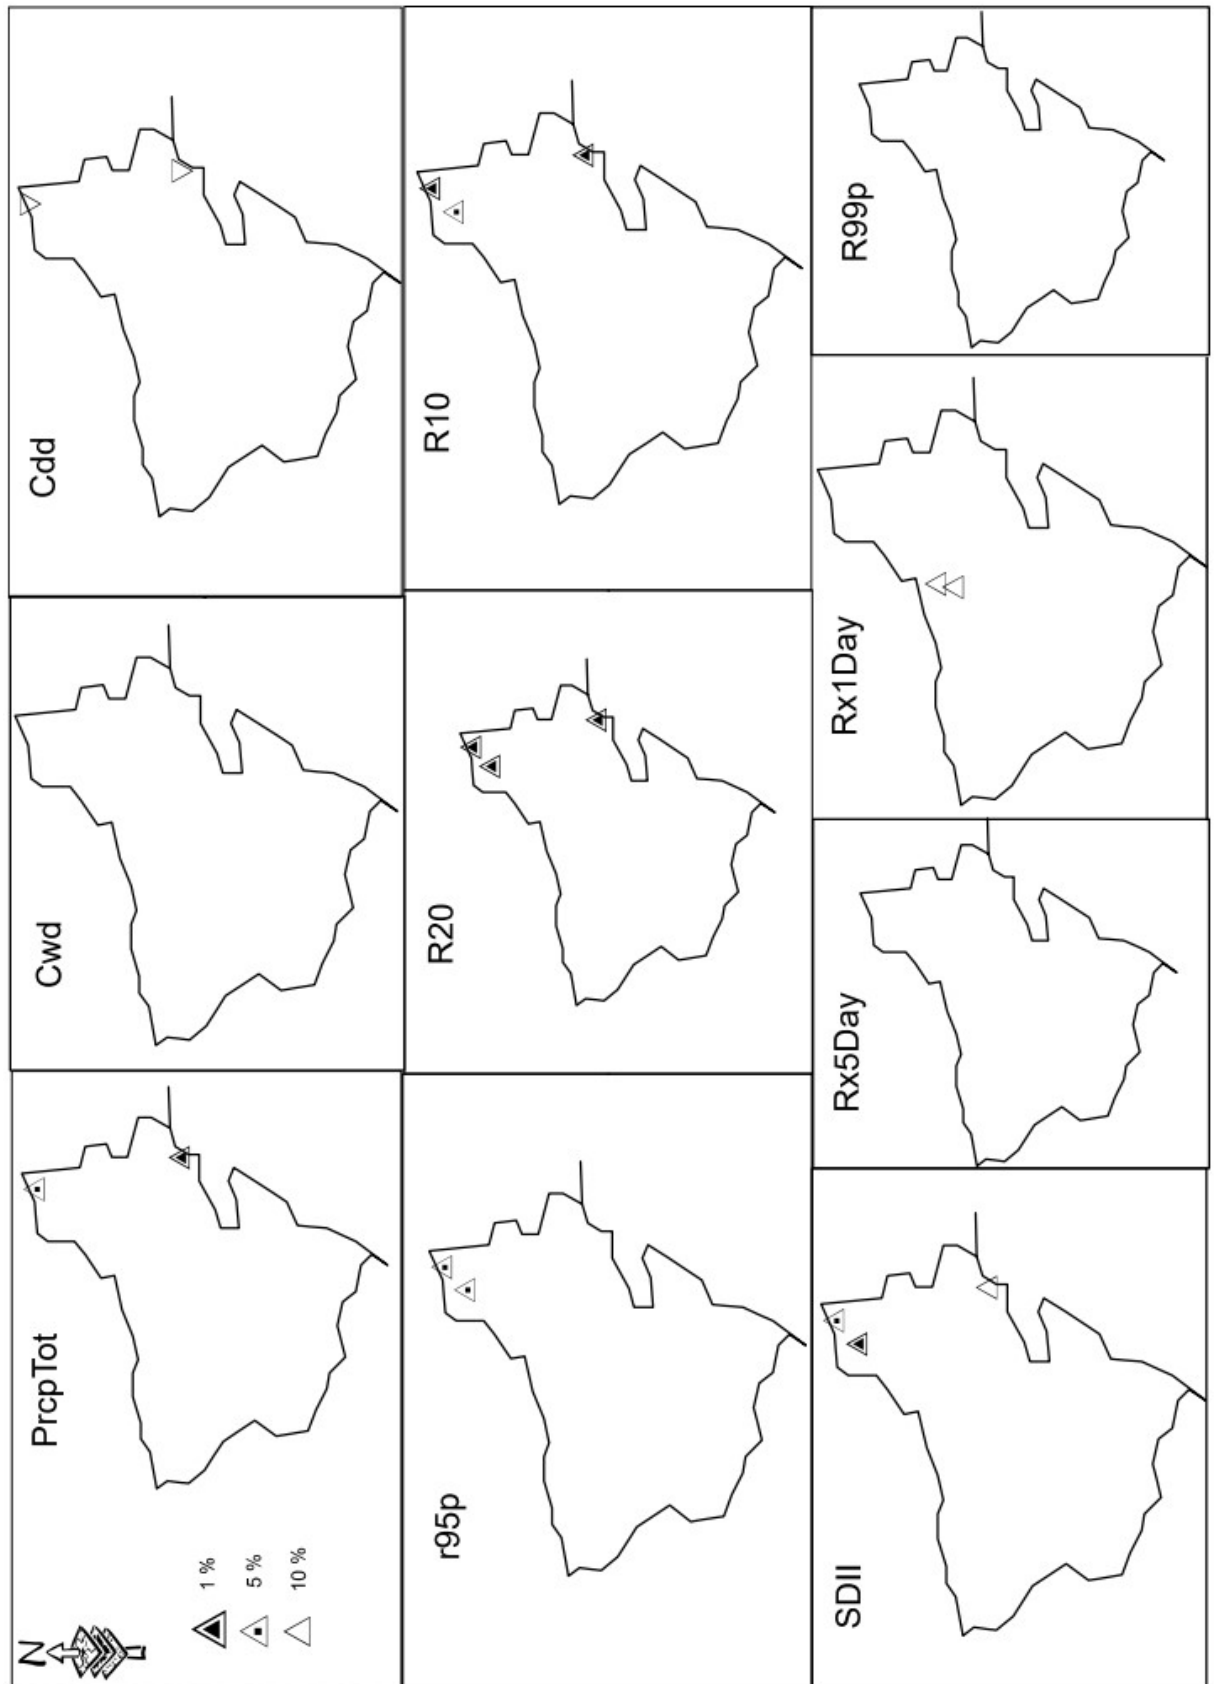 N
1 %
5 %
10 %
PrcpTot
Cwd
Cdd
r95p
R20
R10
SDII
Rx5Day
Rx1Day
R99p